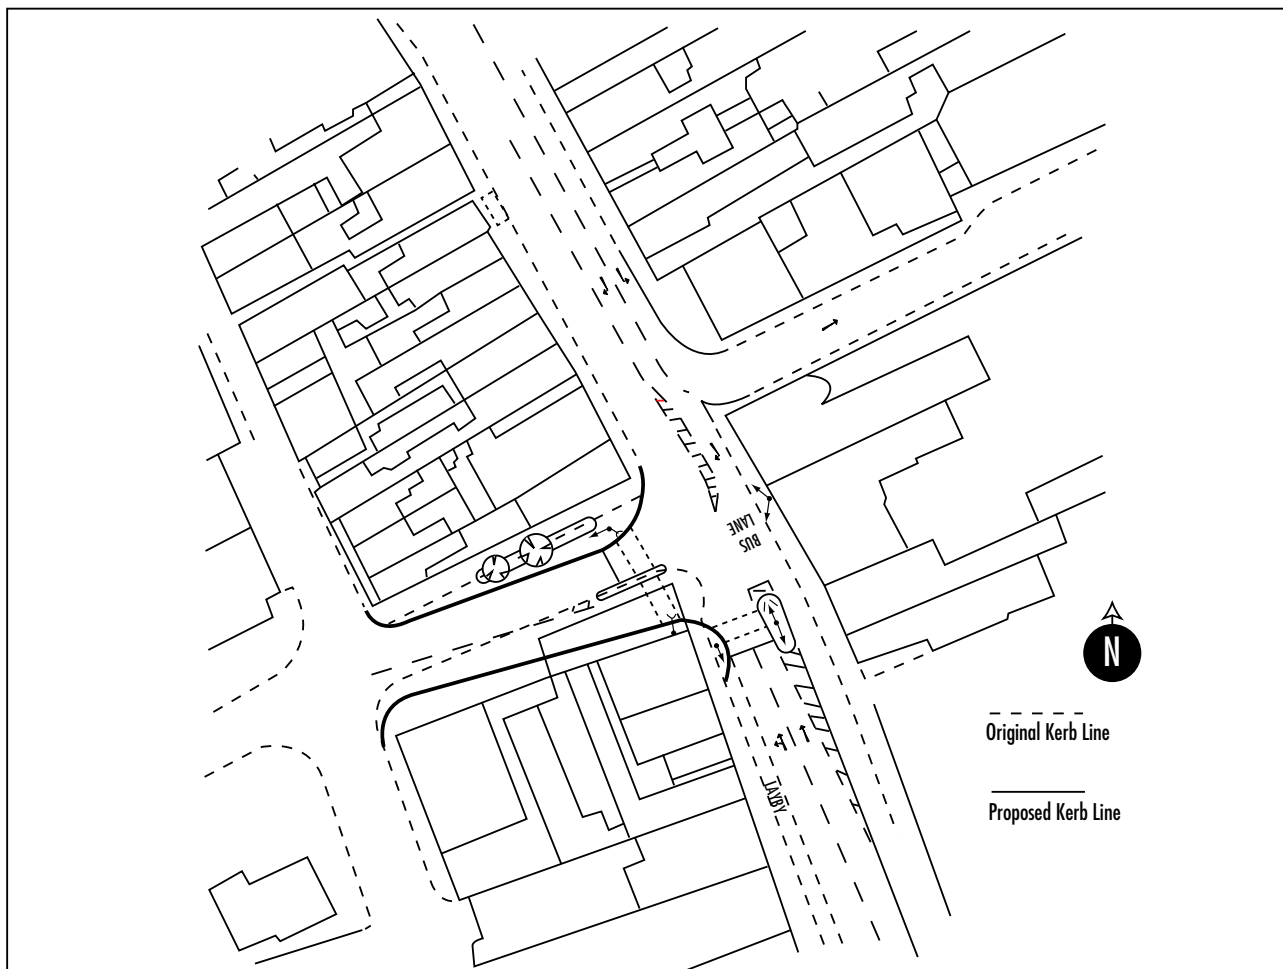 BUS
LANE
N
Original Kerb Line
LAYBY
Proposed Kerb Line